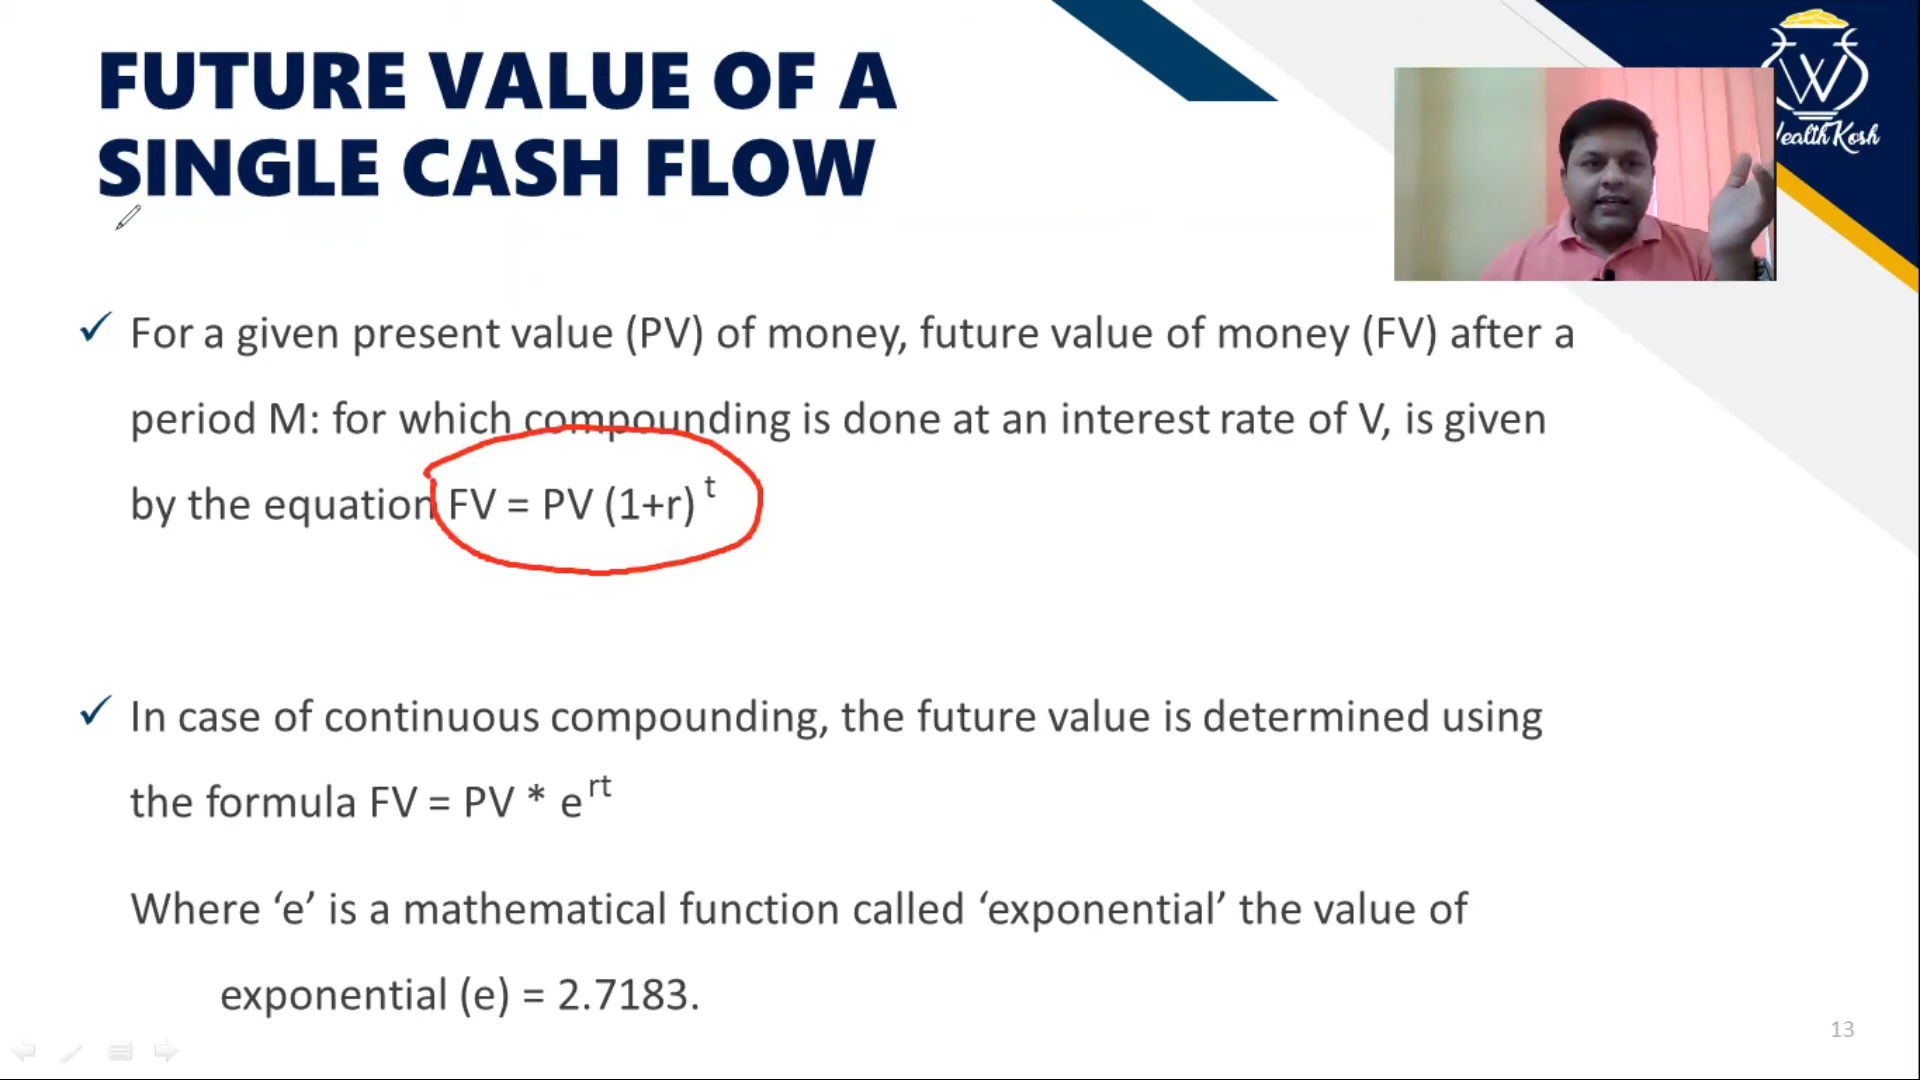 FUTURE VALUE OF A
SINGLE CASH FLOW
W
ealth Kosh
✓ For a given present value (PV) of money, future value of money (FV) after a
period M: for which compounding is done at an interest rate of V, is given
by the equation FV = PV (1+r) ᵗ
✓ In case of continuous compounding, the future value is determined using
the formula FV = PV * e ʳᵗ
Where ‘e’ is a mathematical function called ‘exponential’ the value of
exponential (e) = 2.7183.
13